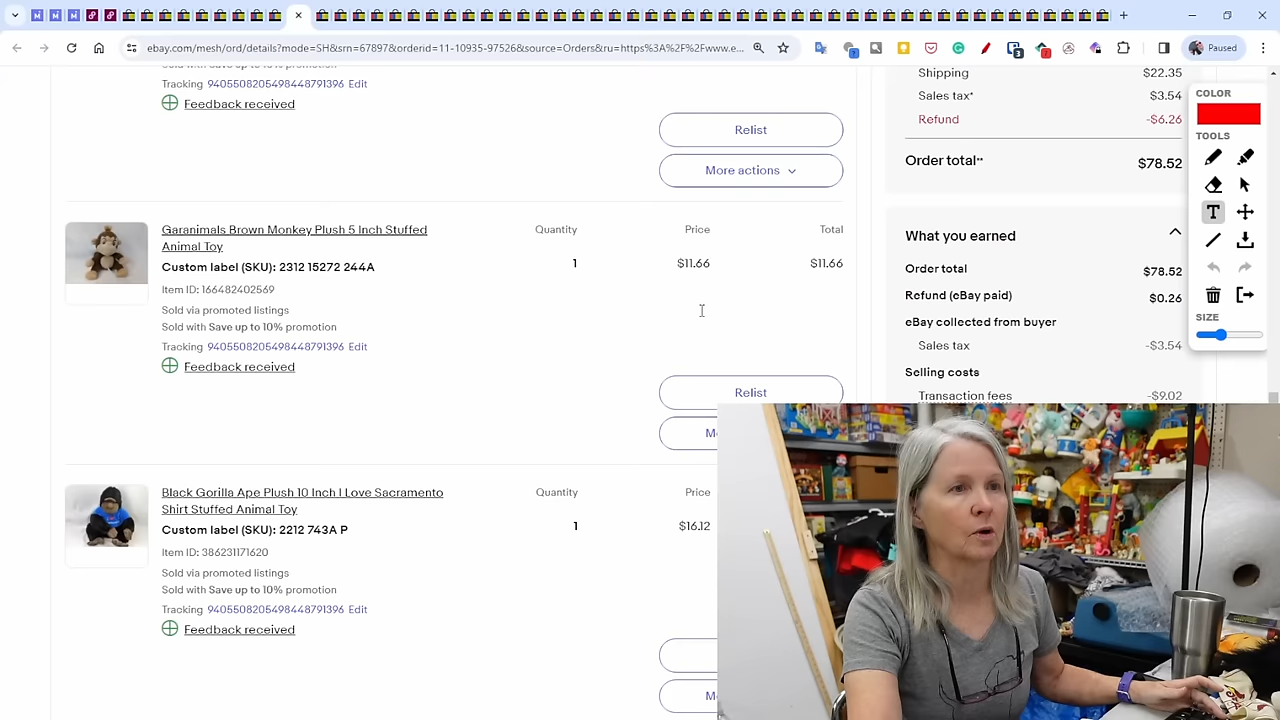 ebay.com/mesh/ord/details?mode=SH&srn=67897&orderid=11-10935-97526&source=Orders&ru=https%3A%2F%2Fwww.e...
Paused
Sold with Save up to 10% promotion
Tracking 9405508205498448791396 Edit
Feedback received
Relist
More actions
Garanimals Brown Monkey Plush 5 Inch Stuffed
Animal Toy
Custom label (SKU): 2312 15272 244A
Item ID: 166482402569
Sold via promoted listings
Sold with Save up to 10% promotion
Tracking 9405508205498448791396 Edit
Feedback received
Quantity
1
Price
$11.66
Total
$11.66
Relist
Black Gorilla Ape Plush 10 Inch I Love Sacramento
Shirt Stuffed Animal Toy
Custom label (SKU): 2212 743A P
Item ID: 386231171620
Sold via promoted listings
Sold with Save up to 10% promotion
Tracking 9405508205498448791396 Edit
Feedback received
Quantity
1
Price
$16.12
Shipping $22.35
Sales tax* $3.54
Refund -$6.26
Order total** $78.52
What you earned
Order total $78.52
Refund (eBay paid) $0.26
eBay collected from buyer
Sales tax -$3.54
Selling costs
Transaction fees -$9.02
COLOR
TOOLS
T
SIZE